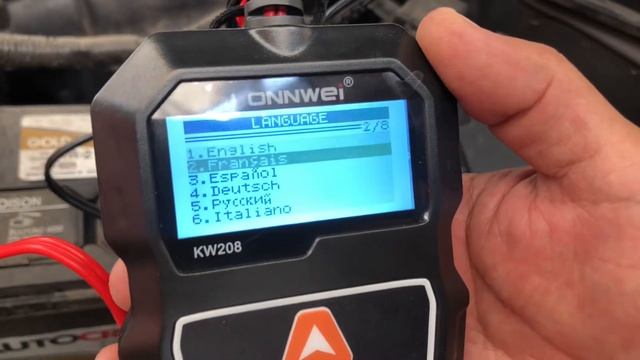 ONNWEI®
LANGUAGE
2/8
1.English
2.Français
3.Español
4.Deutsch
5.Русский
6.Italiano
KW208